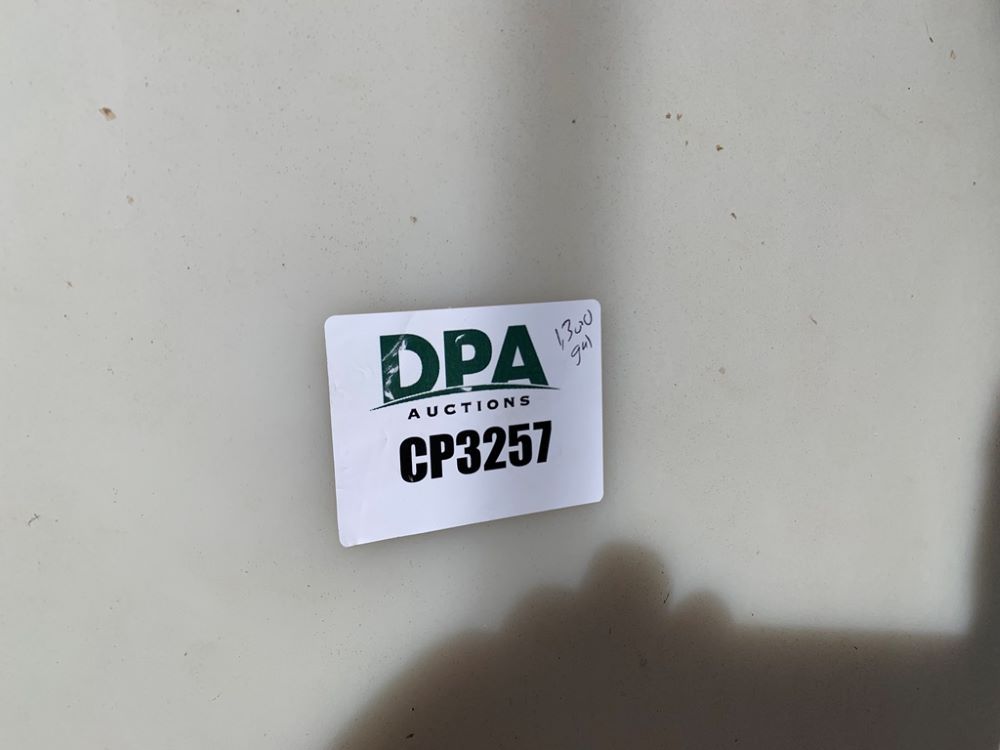 DPA
AUCTIONS
CP3257
1,300
gal